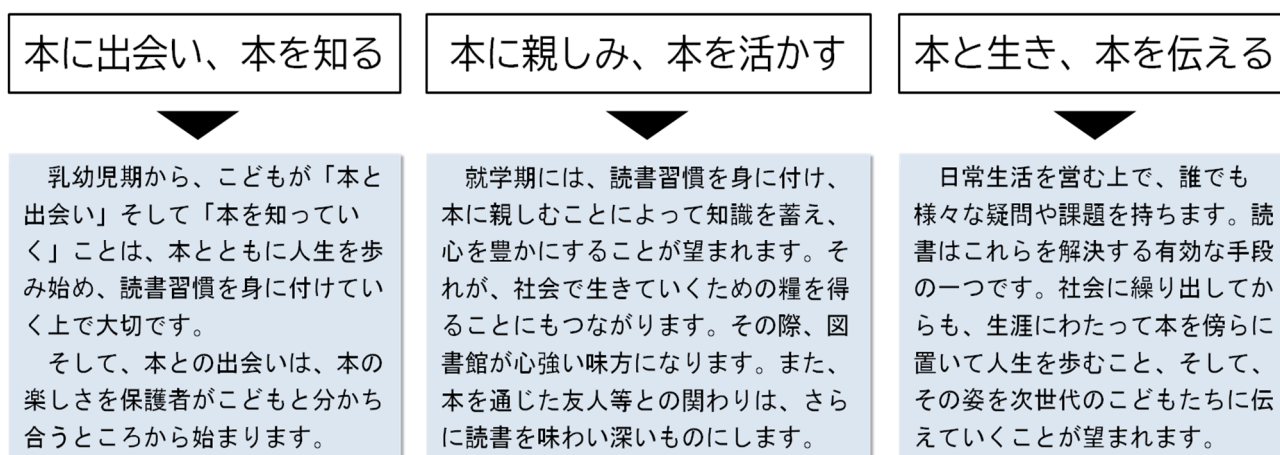 本に出会い、本を知る
乳幼児期から、こどもが「本と
出会い」そして「本を知ってい
く」ことは、本とともに人生を歩
み始め、読書習慣を身に付けてい
く上で大切です。
そして、本との出会いは、本の
楽しさを保護者がこどもと分かち
合うところから始まります。
本に親しみ、本を活かす
就学期には、読書習慣を身に付け、
本に親しむことによって知識を蓄え、
心を豊かにすることが望まれます。そ
れが、社会で生きていくための糧を得
ることにもつながります。その際、図
書館が心強い味方になります。また、
本を通じた友人等との関わりは、さら
に読書を味わい深いものにします。
本と生き、本を伝える
日常生活を営む上で、誰でも
様々な疑問や課題を持ちます。読
書はこれらを解決する有効な手段
の一つです。社会に繰り出してか
らも、生涯にわたって本を傍らに
置いて人生を歩むこと、そして、
その姿を次世代のこどもたちに伝
えていくことが望まれます。